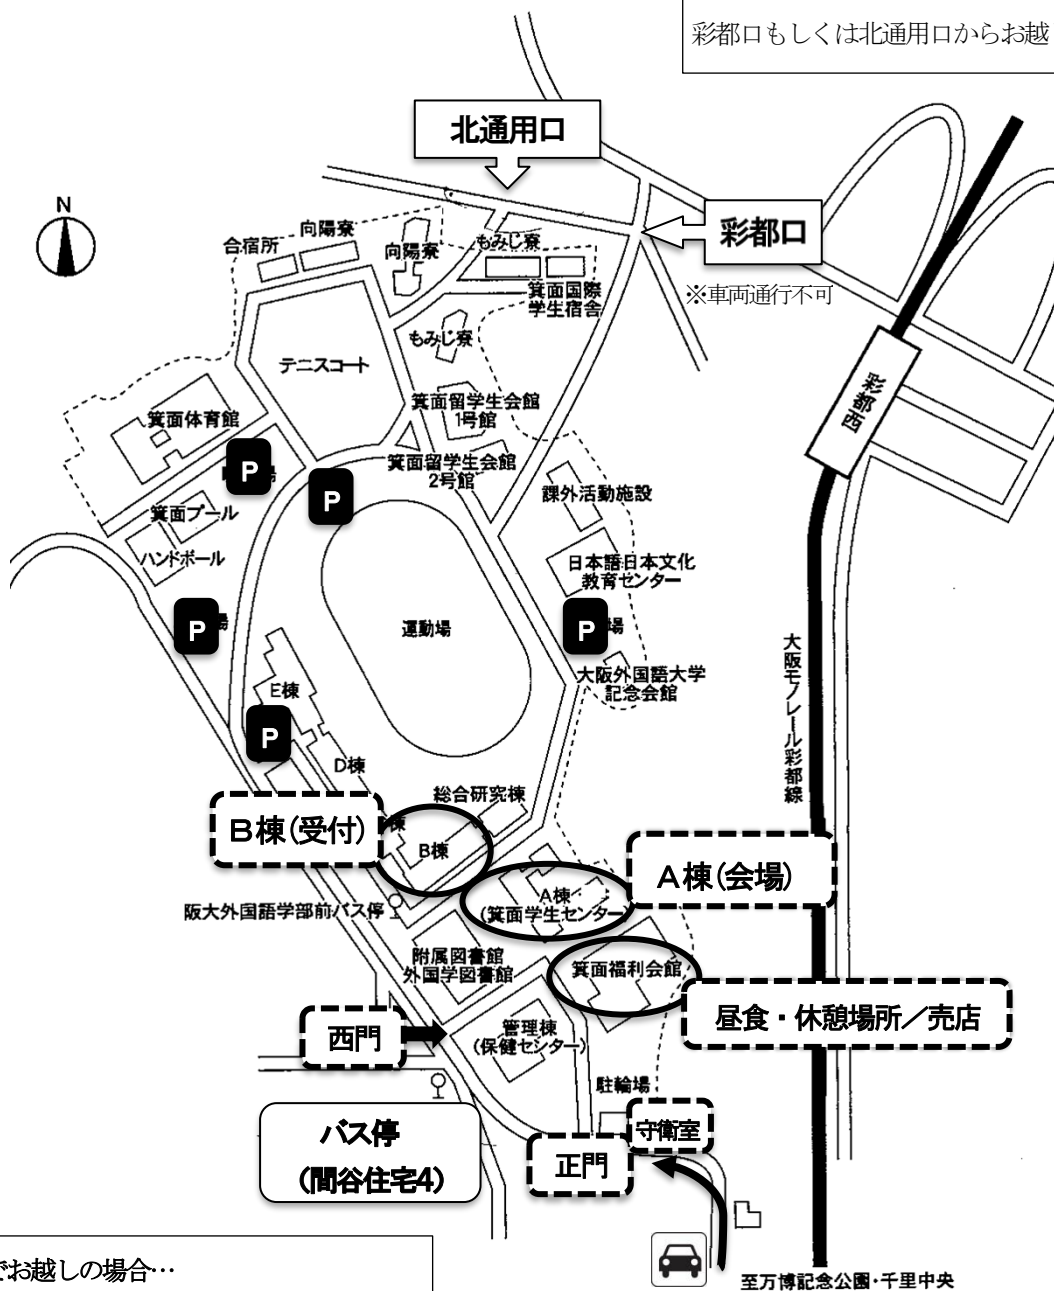 彩都口もしくは北通用口からお越
北通用口
N
彩都口
※車両通行不可
合宿所
向陽寮
向陽寮
もみじ寮
箕面国際
学生宿舎
もみじ寮
テニスコート
彩都西
箕面体育館
箕面留学生会館
1号館
箕面留学生会館
2号館
P
P
課外活動施設
箕面プール
ハンドボール
日本語日本文化
教育センター
P
場
運動場
P
場
大阪外国語大学
記念会館
大阪モノレール彩都線
E棟
P
D棟
総合研究棟
B棟(受付)
棟
B棟
A棟(会場)
A棟
(箕面学生センター)
阪大外国語学部前バス停
附属図書館
外国学図書館
箕面福利会館
昼食・休憩場所／売店
西門
管理棟
(保健センター)
駐輪場
守衛室
バス停
(間谷住宅4)
正門
でお越しの場合…
至万博記念公園・千里中央